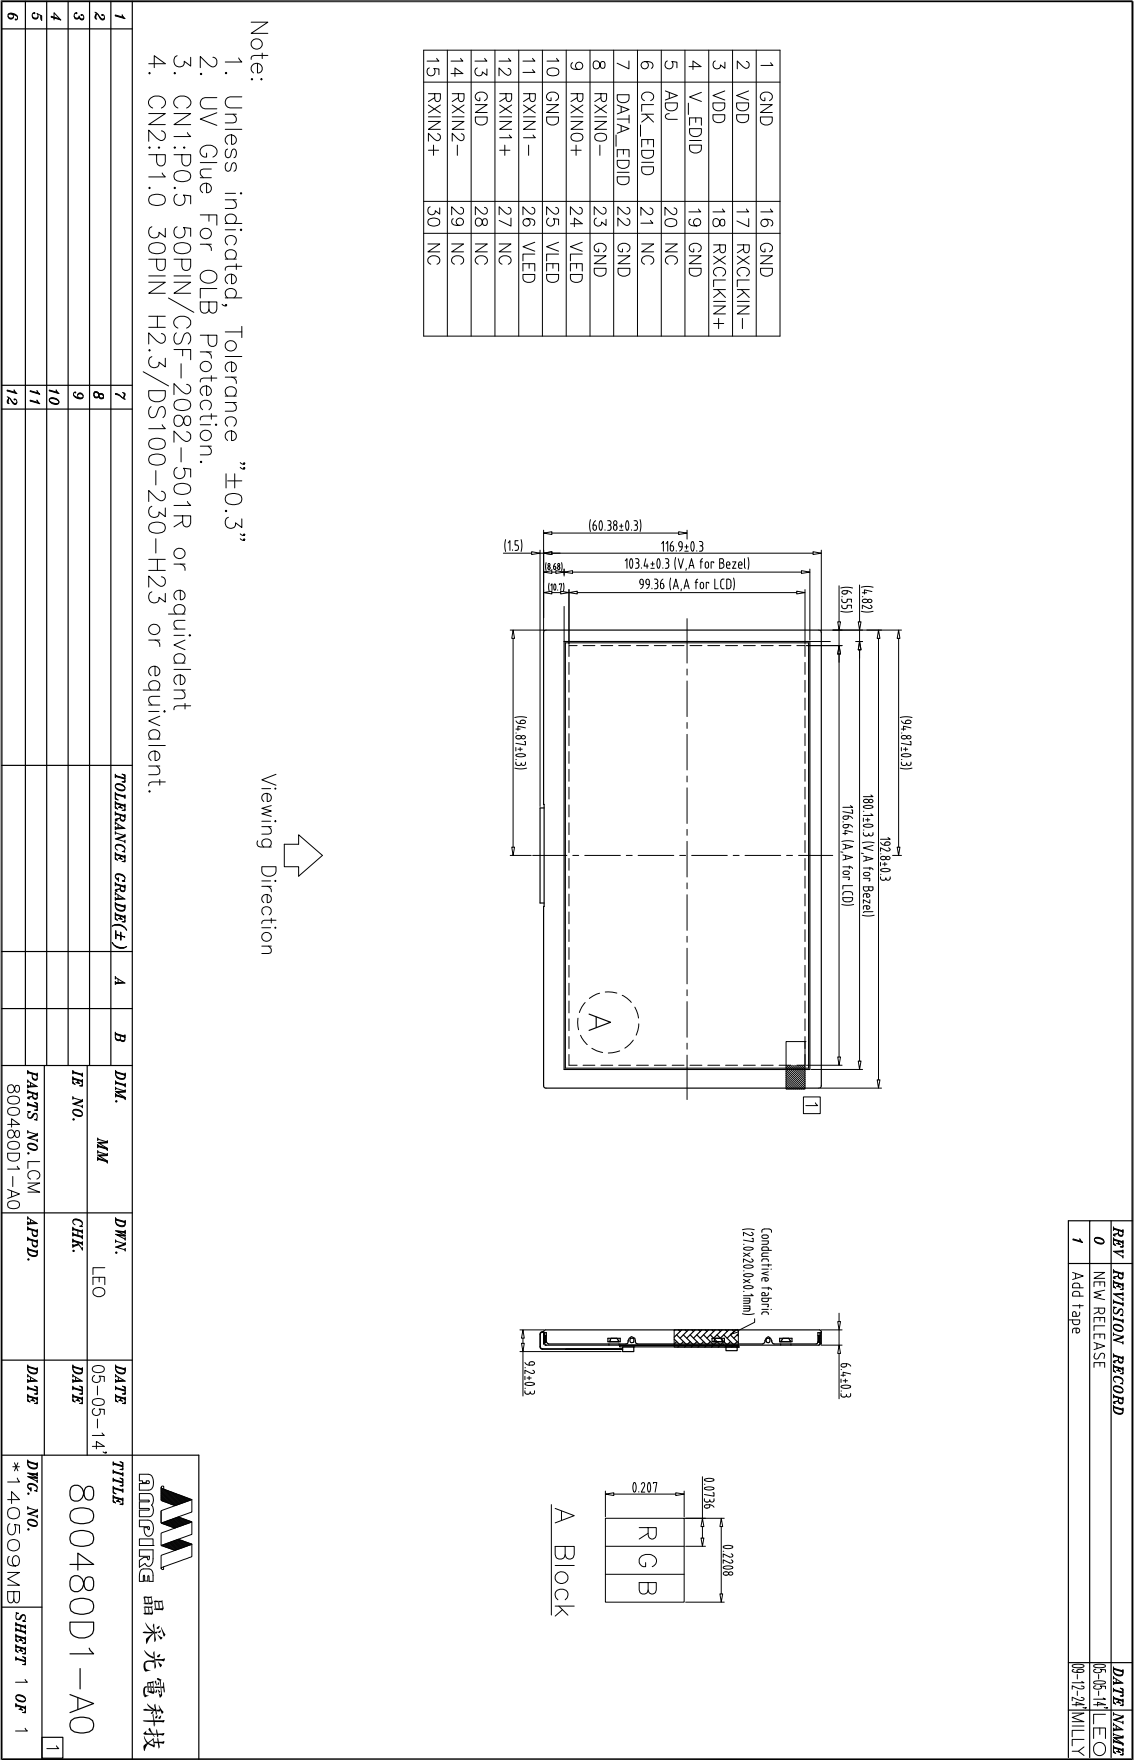 REV REVISION RECORD DATE NAME
0 NEW RELEASE 05-05-14' LEO
1 Add tape 09-12-24' MILLY
1 GND 16 GND
2 VDD 17 RXCLKIN-
3 VDD 18 RXCLKIN+
4 V_EDID 19 GND
5 ADJ 20 NC
6 CLK_EDID 21 NC
7 DATA_EDID 22 GND
8 RXIN0- 23 GND
9 RXIN0+ 24 VLED
10 GND 25 VLED
11 RXIN1- 26 VLED
12 RXIN1+ 27 NC
13 GND 28 NC
14 RXIN2- 29 NC
15 RXIN2+ 30 NC
(94.87±0.3)
192.8±0.3
180.1±0.3 (V,A for Bezel)
176.64 (A,A for LCD)
(4.82)
(6.55)
(60.38±0.3)
116.9±0.3
103.4±0.3 (V,A for Bezel)
99.36 (A,A for LCD)
(1.5)
(8.68)
(10.7)
(94.87±0.3)
A
1
Conductive fabric
(27.0x20.0x0.1mm)
6.4±0.3
9.2±0.3
0.2208
0.0736
0.207
R G B
A Block
Viewing Direction
Note:
1. Unless indicated, Tolerance "±0.3"
2. UV Glue For OLB Protection.
3. CN1:P0.5 50PIN/CSF-2082-501R or equivalent
4. CN2:P1.0 30PIN H2.3/DS100-230-H23 or equivalent.
AMPIRE 晶采光電科技
1 7 TOLERANCE GRADE(±) A B
2 8
3 9
4 10
5 11
6 12
DIM. MM
DWN. LEO
DATE 05-05-14'
IE NO.
CHK.
DATE
PARTS NO. LCM
800480D1-A0
APPD.
DATE
TITLE
800480D1-A0
1
DWG. NO.
*140509MB
SHEET 1 OF 1